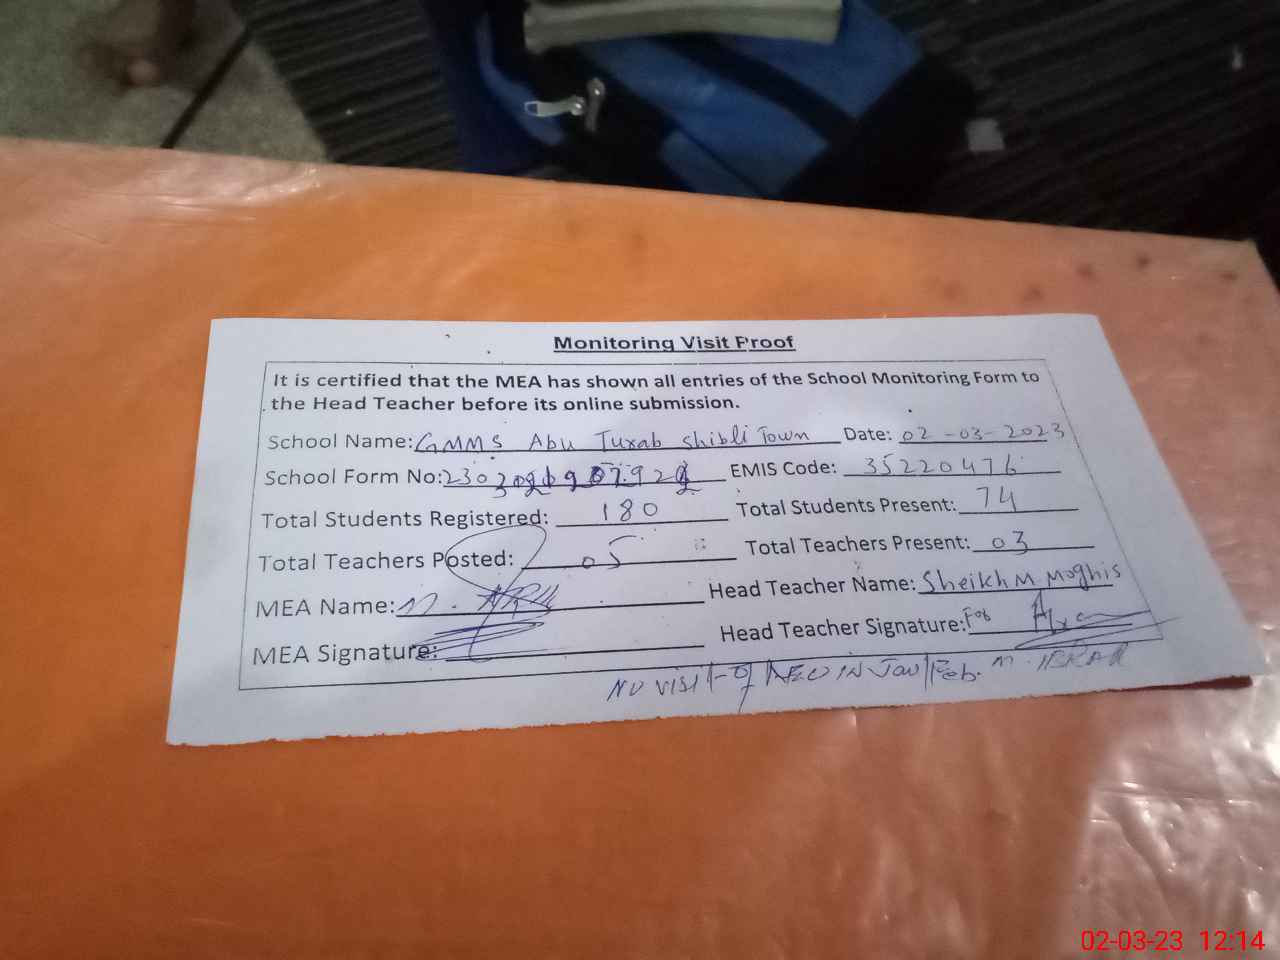 Monitoring Visit Proof
It is certified that the MEA has shown all entries of the School Monitoring Form to
the Head Teacher before its online submission.
School Name: GMMS Abu Turab Shibli Town Date: 02-03-2023
School Form No: EMIS Code: 35220476
Total Students Registered: 180 Total Students Present: 74
Total Teachers Posted: 05 Total Teachers Present: 03
MEA Name: M. Head Teacher Name: Sheikh M Moghis
MEA Signature: Head Teacher Signature: For
NO VISIT of AEO IN Jan/Feb. M. IBRAR
02-03-23 12:14